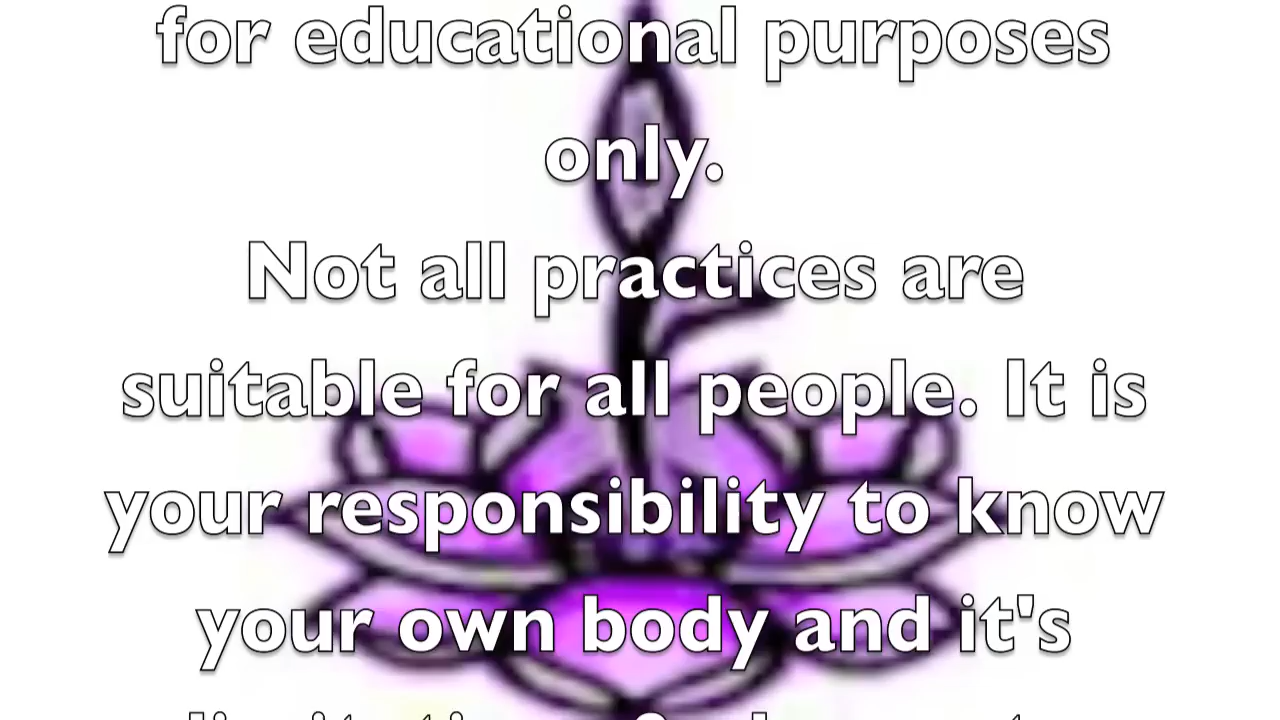 for educational purposes
only.
Not all practices are
suitable for all people. It is
your responsibility to know
your own body and it's